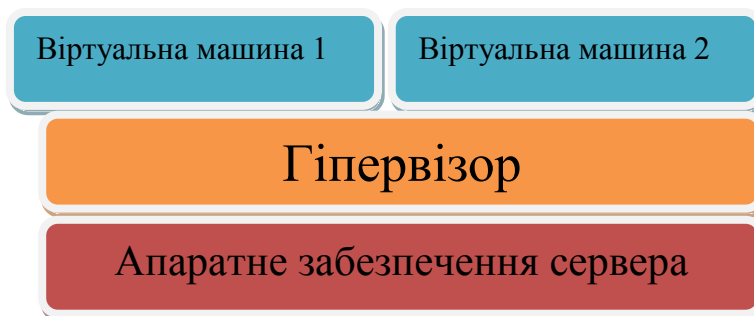 Віртуальна машина 1
Віртуальна машина 2
Гіпервізор
Апаратне забезпечення сервера